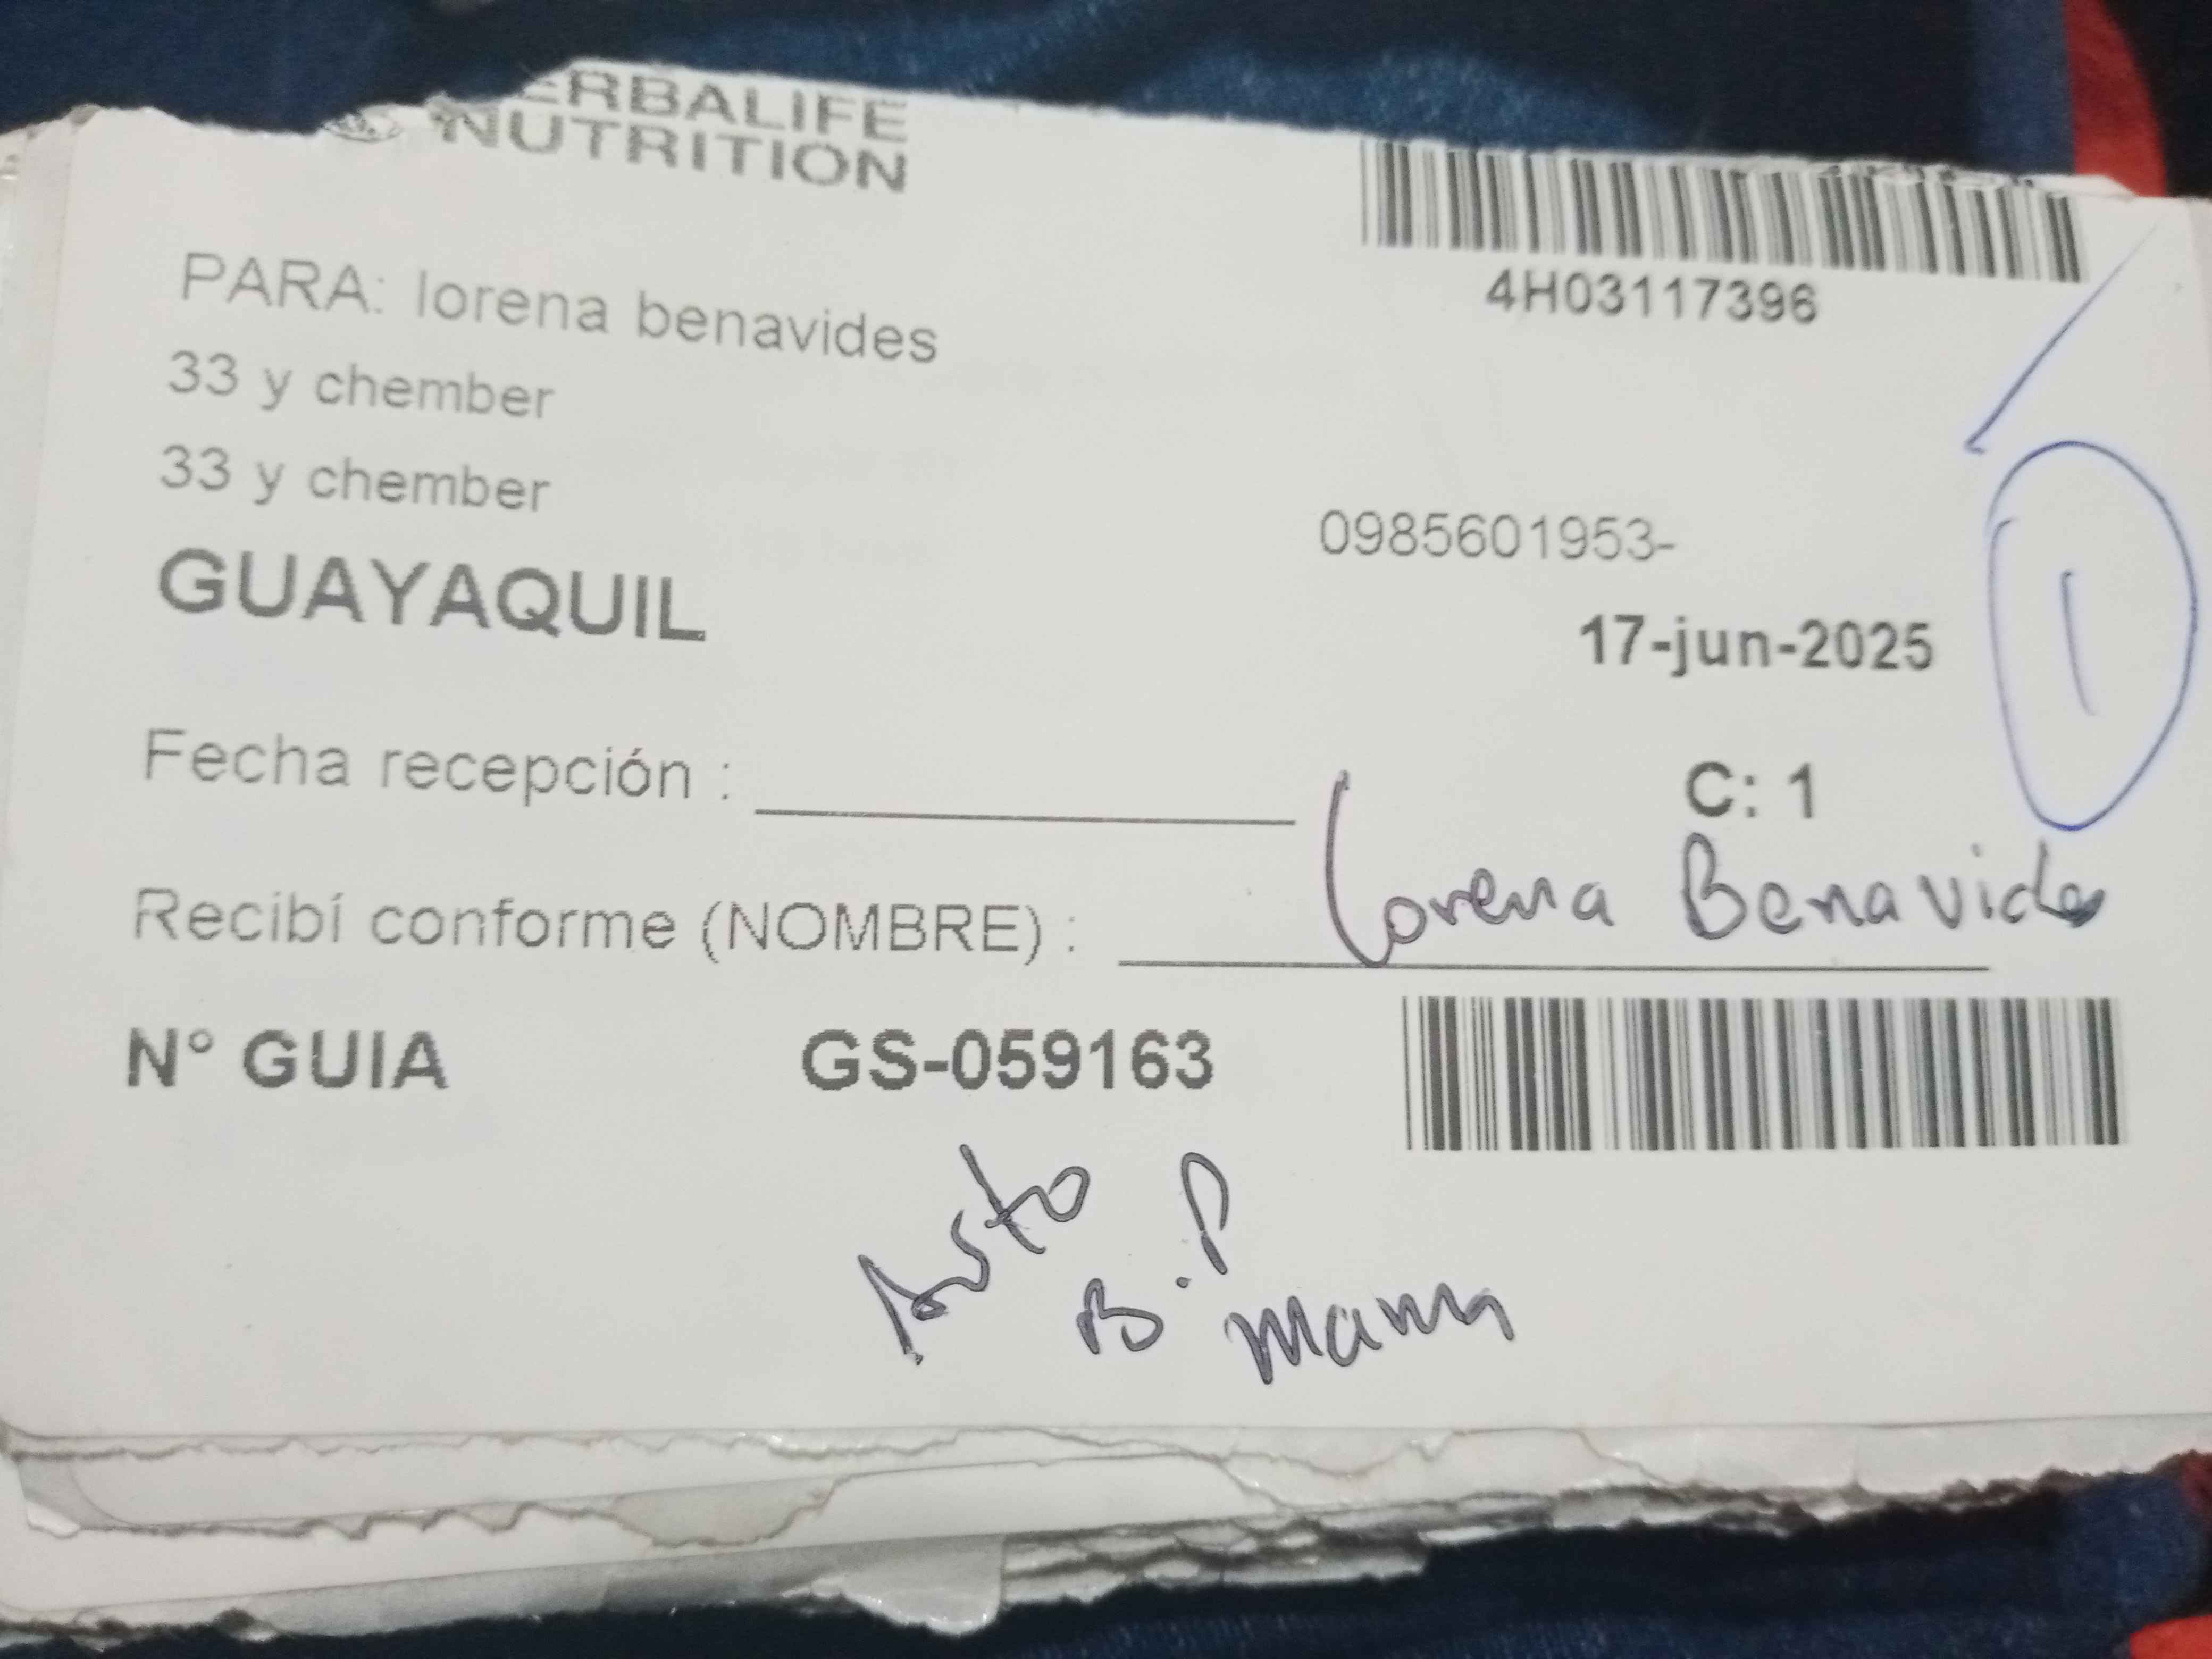 ERBALIFE
NUTRITION
4H03117396
PARA: lorena benavides
33 y chember
33 y chember
0985601953-
GUAYAQUIL
17-jun-2025
1
Fecha recepción :
C: 1
Recibí conforme (NOMBRE) : Lorena Benavides
N° GUIA GS-059163
B.P